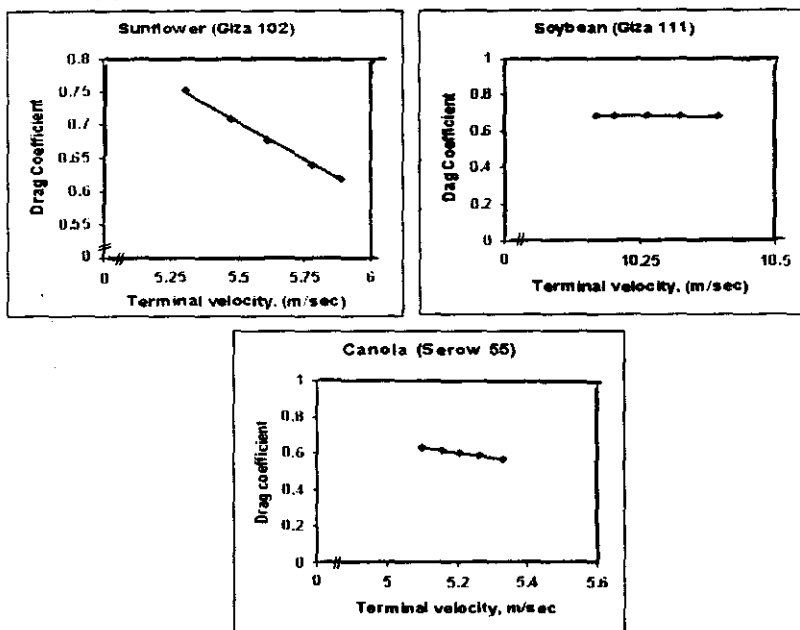 Sunflower (Giza 102)
Drag Coefficient
0.8
0.75
0.7
0.65
0.6
0.55
0
0 5.25 5.5 5.75 6
Terminal velocity, (m/sec)
Soybean (Giza 111)
Dag Coefficient
1
0.8
0.6
0.4
0.2
0
0 10.25 10.5
Terminal velocity, (m/sec)
Canola (Serow 55)
Drag coefficient
1
0.8
0.6
0.4
0.2
0
0 5 5.2 5.4 5.6
Terminal velocity, m/sec